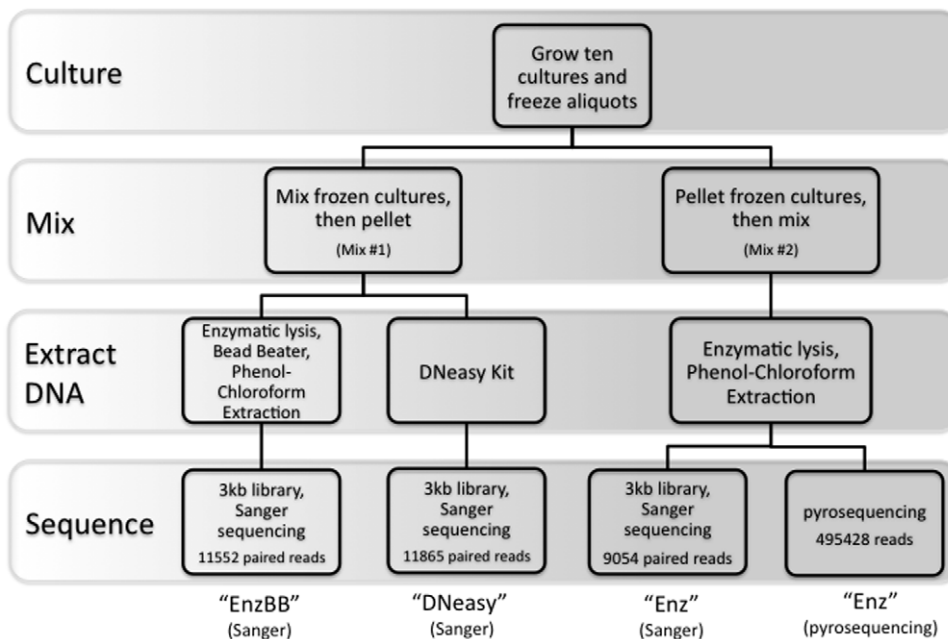 Culture
Grow ten
cultures and
freeze aliquots
Mix
Mix frozen cultures,
then pellet
(Mix #1)
Pellet frozen cultures,
then mix
(Mix #2)
Extract
DNA
Enzymatic lysis,
Bead Beater,
Phenol-
Chloroform
Extraction
DNeasy Kit
Enzymatic lysis,
Phenol-Chloroform
Extraction
Sequence
3kb library,
Sanger
sequencing
11552 paired reads
3kb library,
Sanger
sequencing
11865 paired reads
3kb library,
Sanger
sequencing
9054 paired reads
pyrosequencing
495428 reads
“EnzBB”
(Sanger)
“DNeasy”
(Sanger)
“Enz”
(Sanger)
“Enz”
(pyrosequencing)